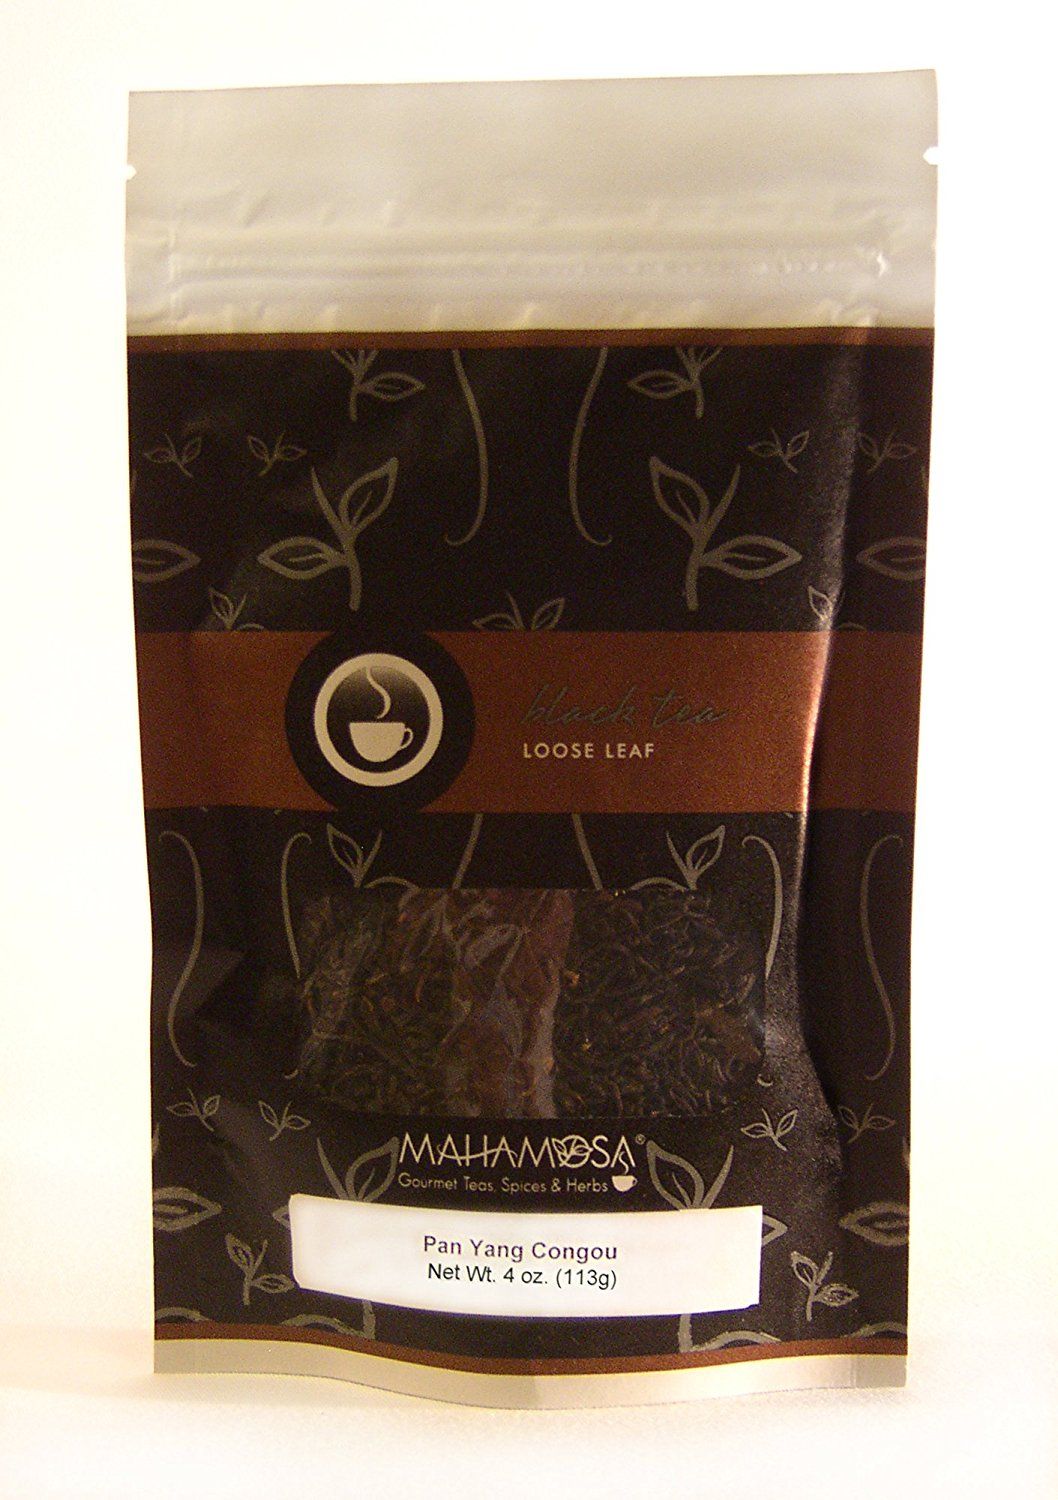 black tea
LOOSE LEAF
MAHAMOSA®
Gourmet Teas, Spices & Herbs
Pan Yang Congou
Net Wt. 4 oz. (113g)